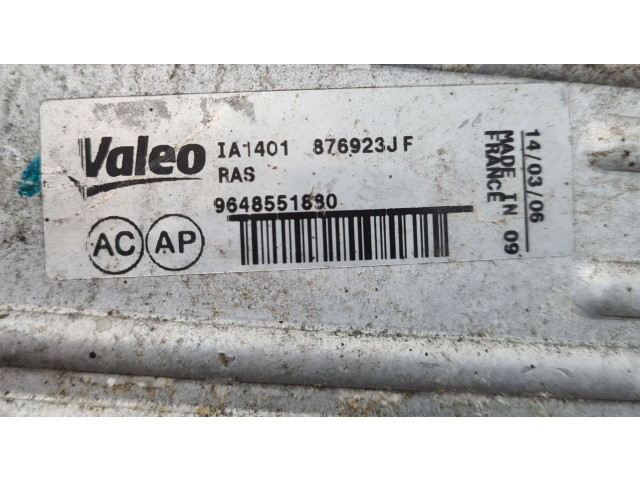 Valeo
IA1401 876923J F
RAS
9648551880
AC AP
14/03/06
MADE IN 09
FRANCE